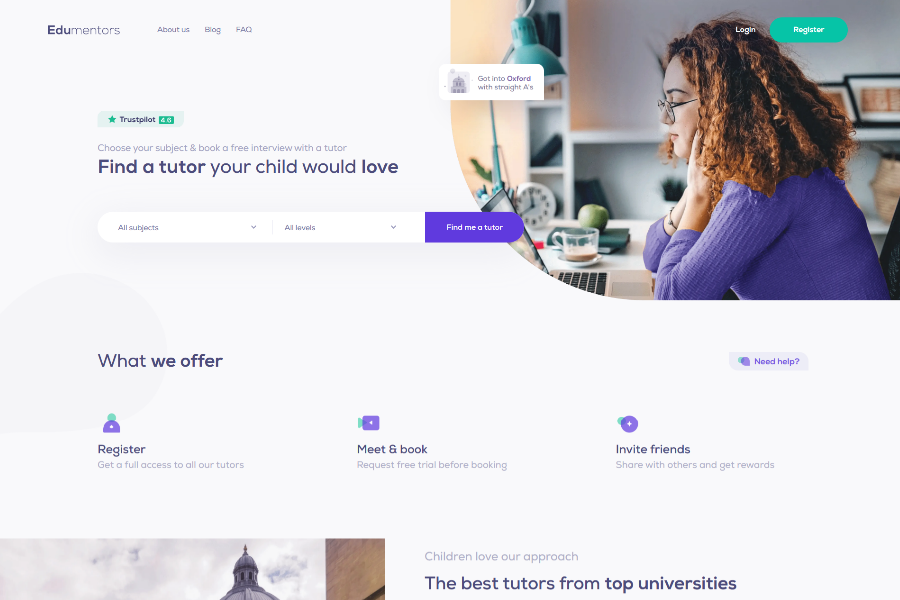 Edumentors
About us Blog FAQ
Login Register
Got into Oxford
with straight A's
Trustpilot 4.6
Choose your subject & book a free interview with a tutor
Find a tutor your child would love
All subjects All levels Find me a tutor
What we offer
Need help?
Register
Get a full access to all our tutors
Meet & book
Request free trial before booking
Invite friends
Share with others and get rewards
Children love our approach
The best tutors from top universities